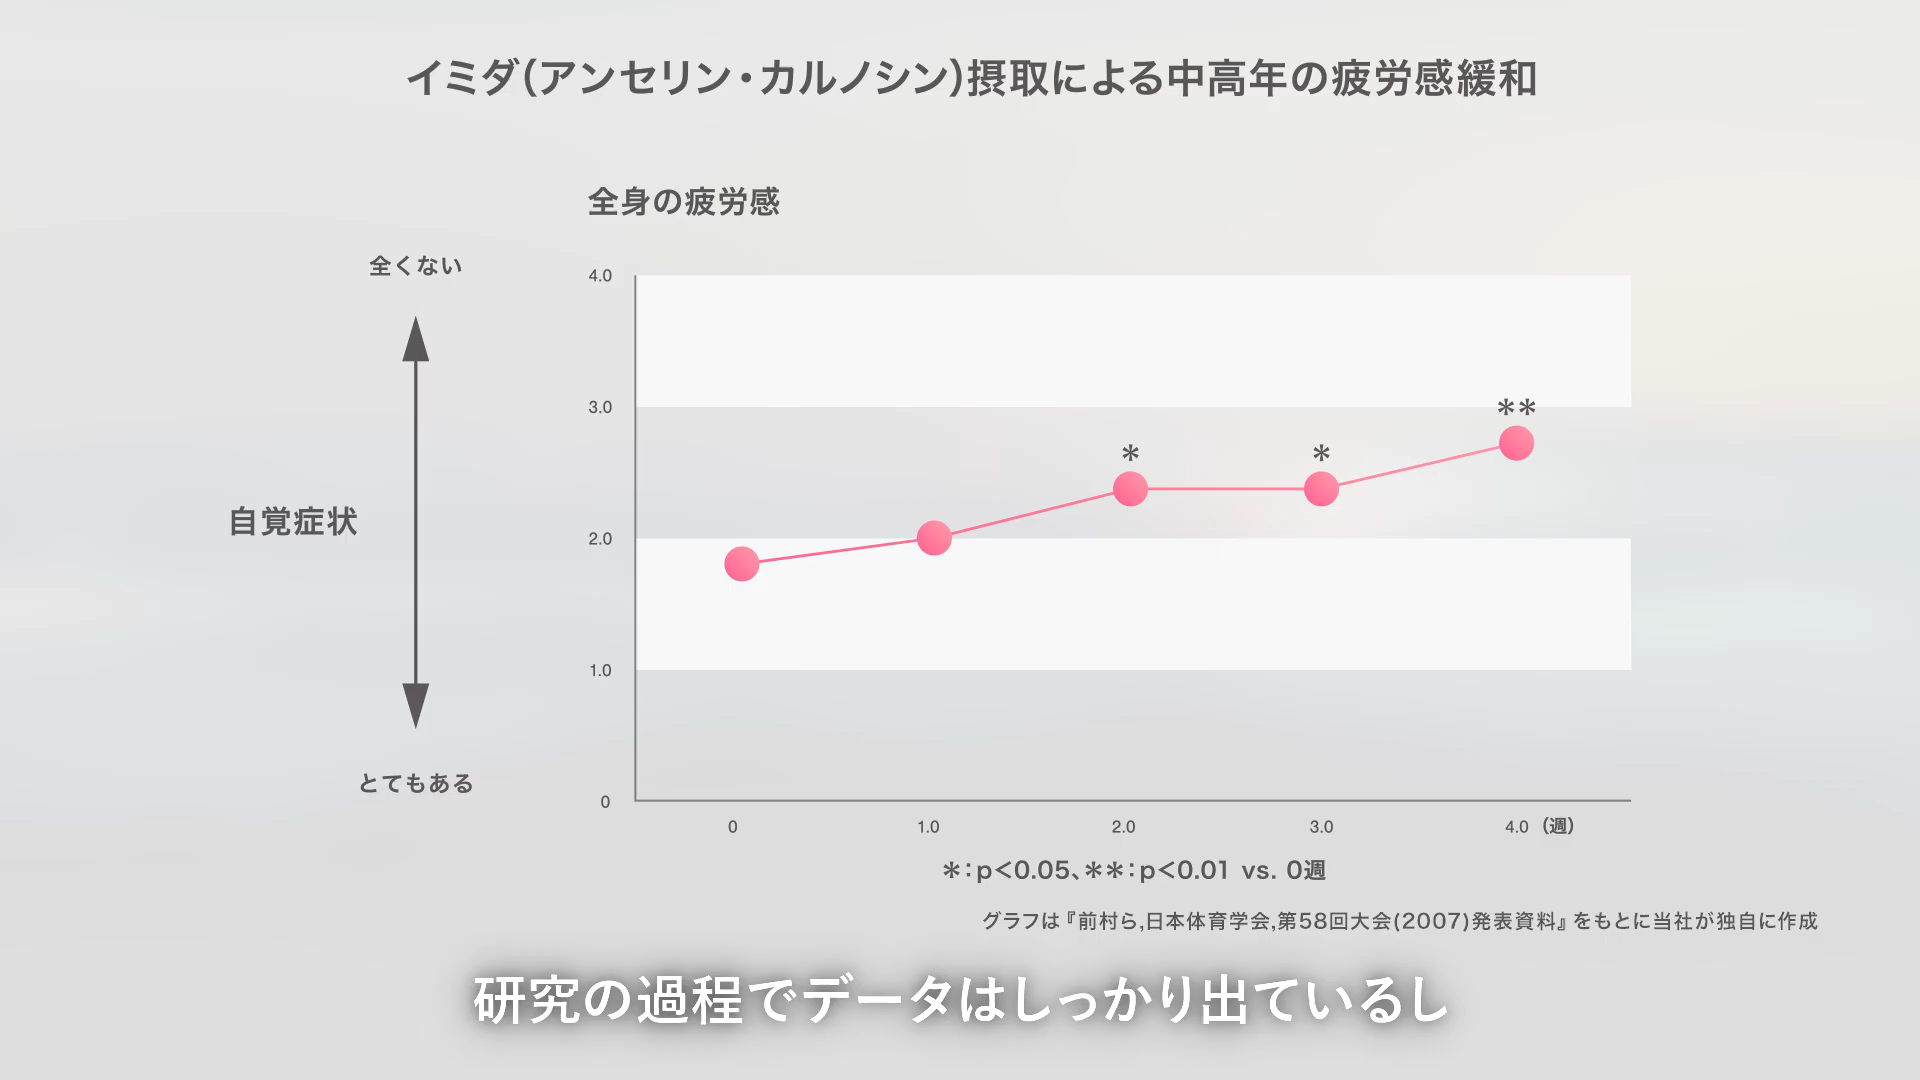 イミダ(アンセリン・カルノシン)摂取による中高年の疲労感緩和
全身の疲労感
全くない
自覚症状
とてもある
4.0
3.0
2.0
1.0
0
*
*
**
0 1.0 2.0 3.0 4.0 (週)
*:p<0.05、**:p<0.01 vs. 0週
グラフは『前村ら,日本体育学会,第58回大会(2007)発表資料』をもとに当社が独自に作成
研究の過程でデータはしっかり出ているし